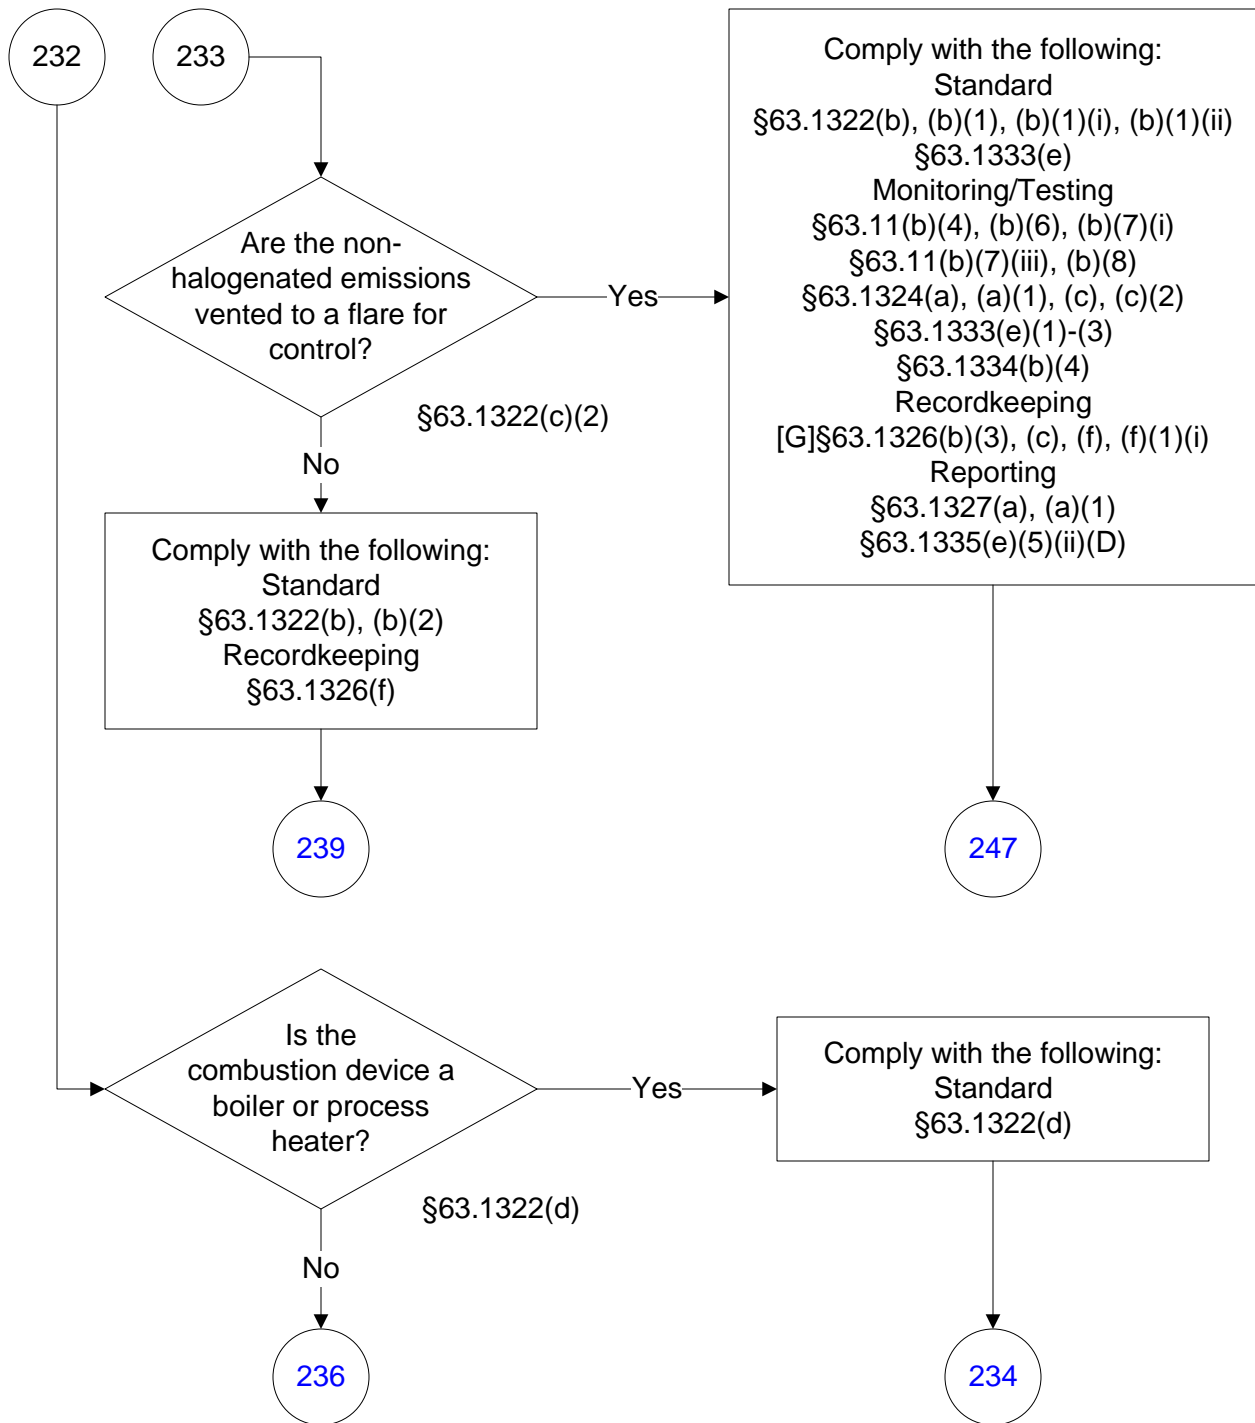 232
233
Are the non-
halogenated emissions
vented to a flare for
control?
§63.1322(c)(2)
Yes
Comply with the following:
Standard
§63.1322(b), (b)(1), (b)(1)(i), (b)(1)(ii)
§63.1333(e)
Monitoring/Testing
§63.11(b)(4), (b)(6), (b)(7)(i)
§63.11(b)(7)(iii), (b)(8)
§63.1324(a), (a)(1), (c), (c)(2)
§63.1333(e)(1)-(3)
§63.1334(b)(4)
Recordkeeping
[G]§63.1326(b)(3), (c), (f), (f)(1)(i)
Reporting
§63.1327(a), (a)(1)
§63.1335(e)(5)(ii)(D)
No
Comply with the following:
Standard
§63.1322(b), (b)(2)
Recordkeeping
§63.1326(f)
239
247
Is the
combustion device a
boiler or process
heater?
§63.1322(d)
Yes
Comply with the following:
Standard
§63.1322(d)
No
236
234